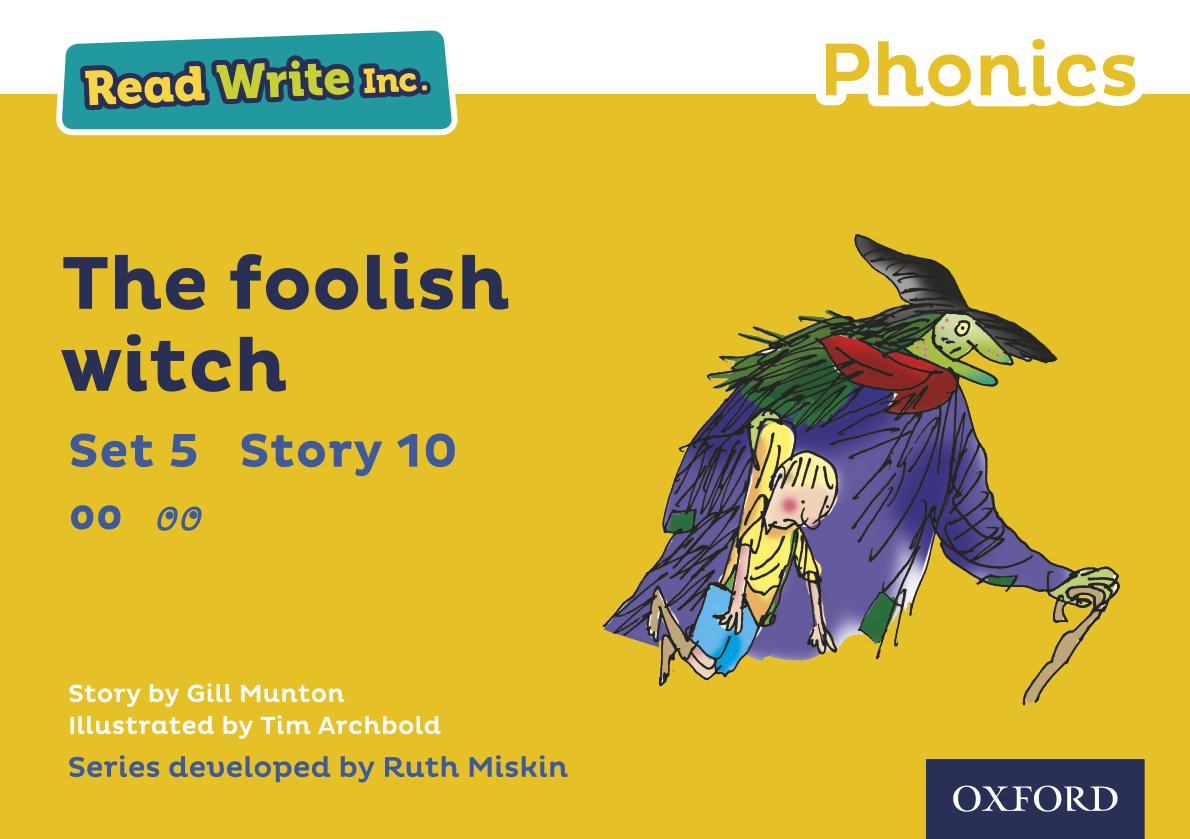 Read Write Inc.
Phonics
The foolish
witch
Set 5 Story 10
oo oo
Story by Gill Munton
Illustrated by Tim Archbold
Series developed by Ruth Miskin
OXFORD